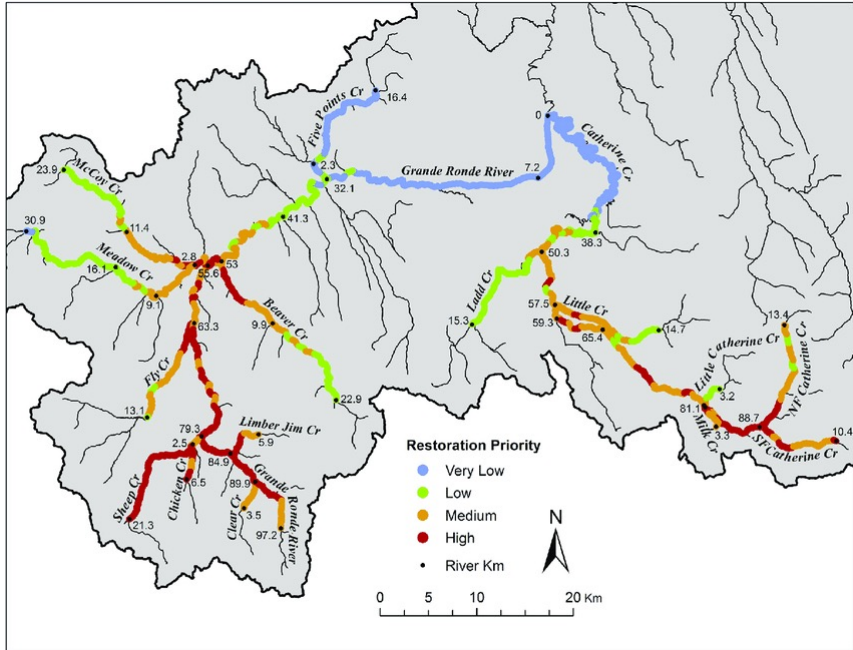 Five Points Cr
16.4
0
Catherine Cr
2.3
Grande Ronde River
7.2
32.1
23.9
McCoy Cr
41.3
30.9
11.4
38.3
Meadow Cr
2.8
53
50.3
16.1
55.6
9.1
Ladd Cr
57.5
Little Cr
Beaver Cr
15.3
59.3
14.7
13.4
63.3
9.9
65.4
Little Catherine Cr
NF Catherine Cr
Fly Cr
3.2
13.1
22.9
81.1
88.7
10.4
Milk Cr
3.3
SF Catherine Cr
79.3
Limber Jim Cr
2.5
5.9
84.9
Sheep Cr
Chicken Cr
6.5
89.9
Grande Ronde River
Clear Cr
3.5
21.3
97.2
Restoration Priority
Very Low
Low
Medium
High
River Km
N
0 5 10 20 Km